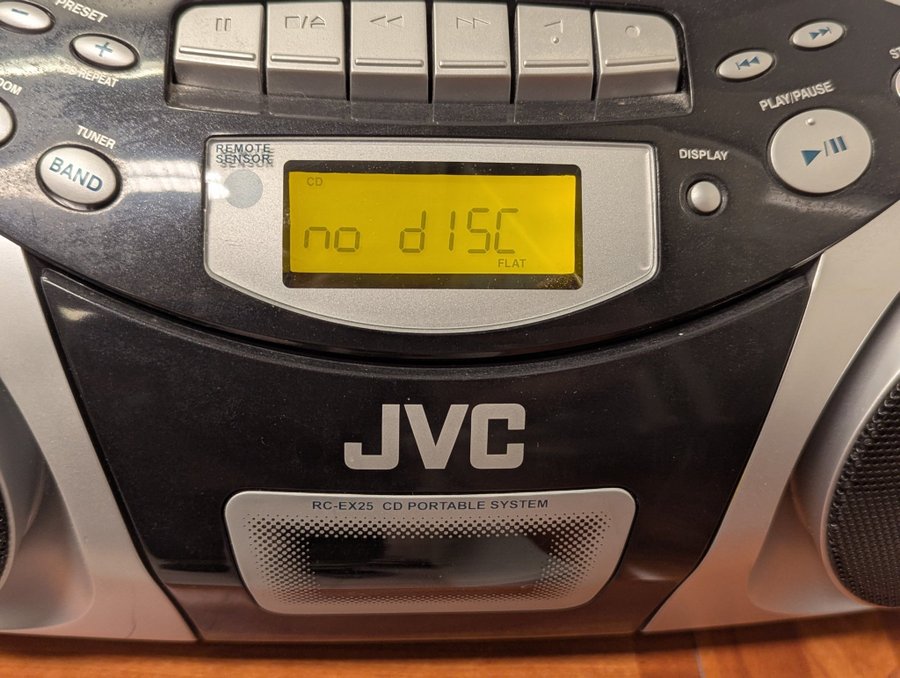 PRESET
REPEAT
TUNER
BAND
REMOTE
SENSOR
CD
no dISC
FLAT
DISPLAY
PLAY/PAUSE
JVC
RC-EX25 CD PORTABLE SYSTEM